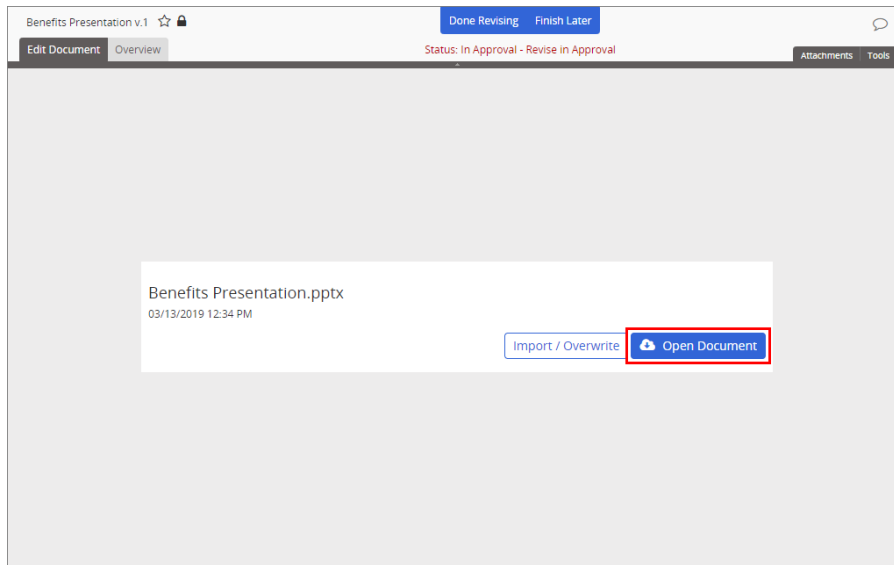 Benefits Presentation v.1
Done Revising Finish Later
Edit Document Overview
Status: In Approval - Revise in Approval
Attachments Tools
Benefits Presentation.pptx
03/13/2019 12:34 PM
Import / Overwrite Open Document